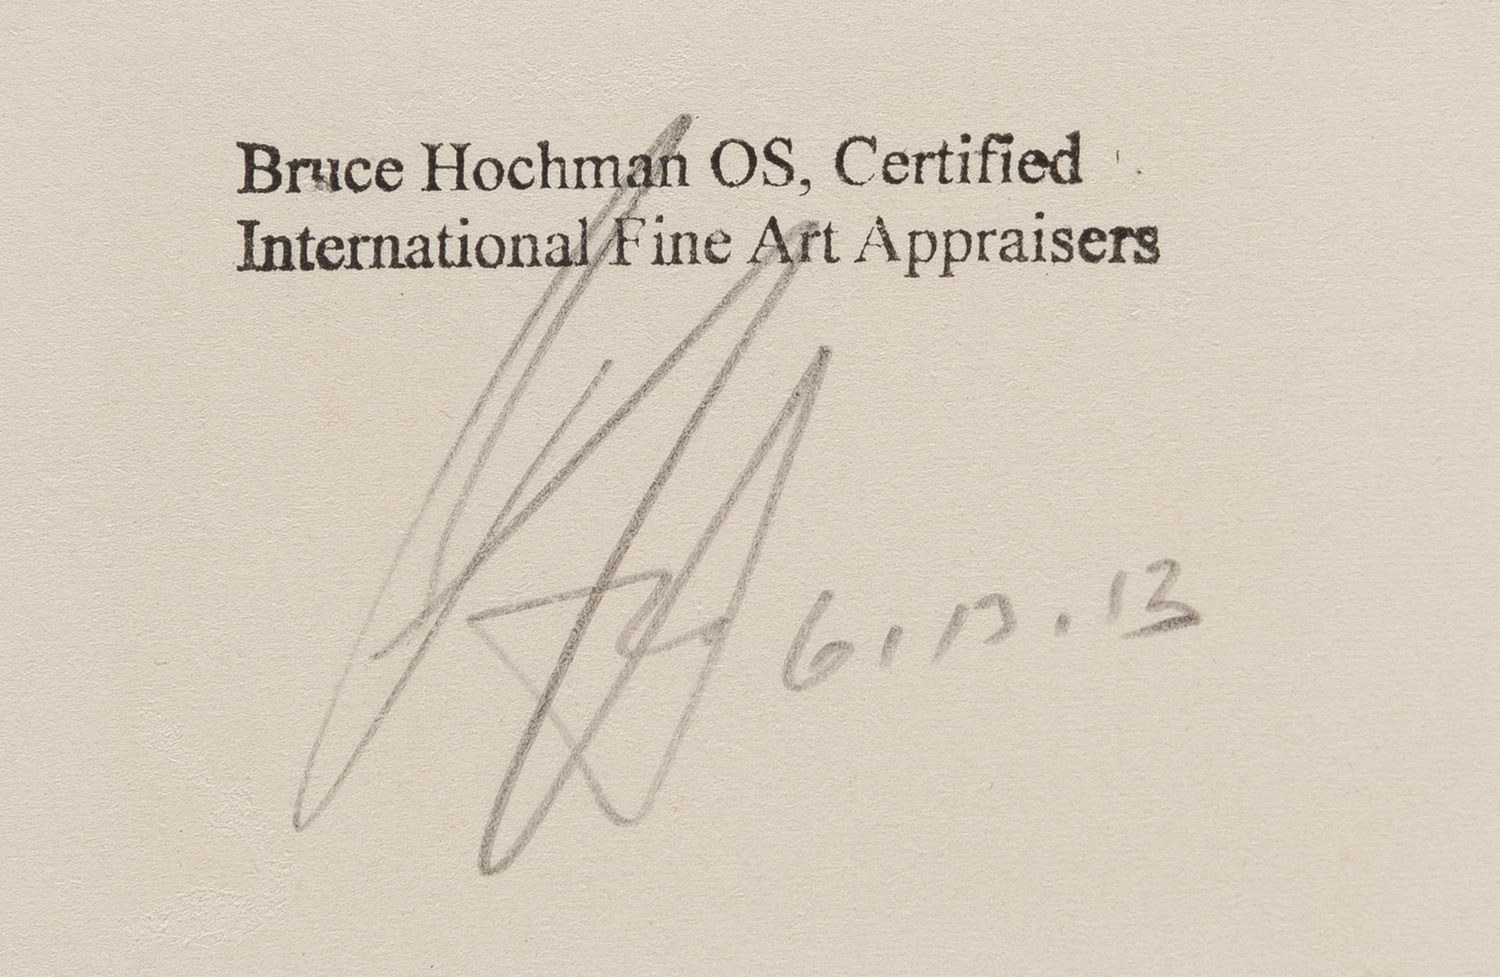 Bruce Hochman OS, Certified
International Fine Art Appraisers
6.13.13